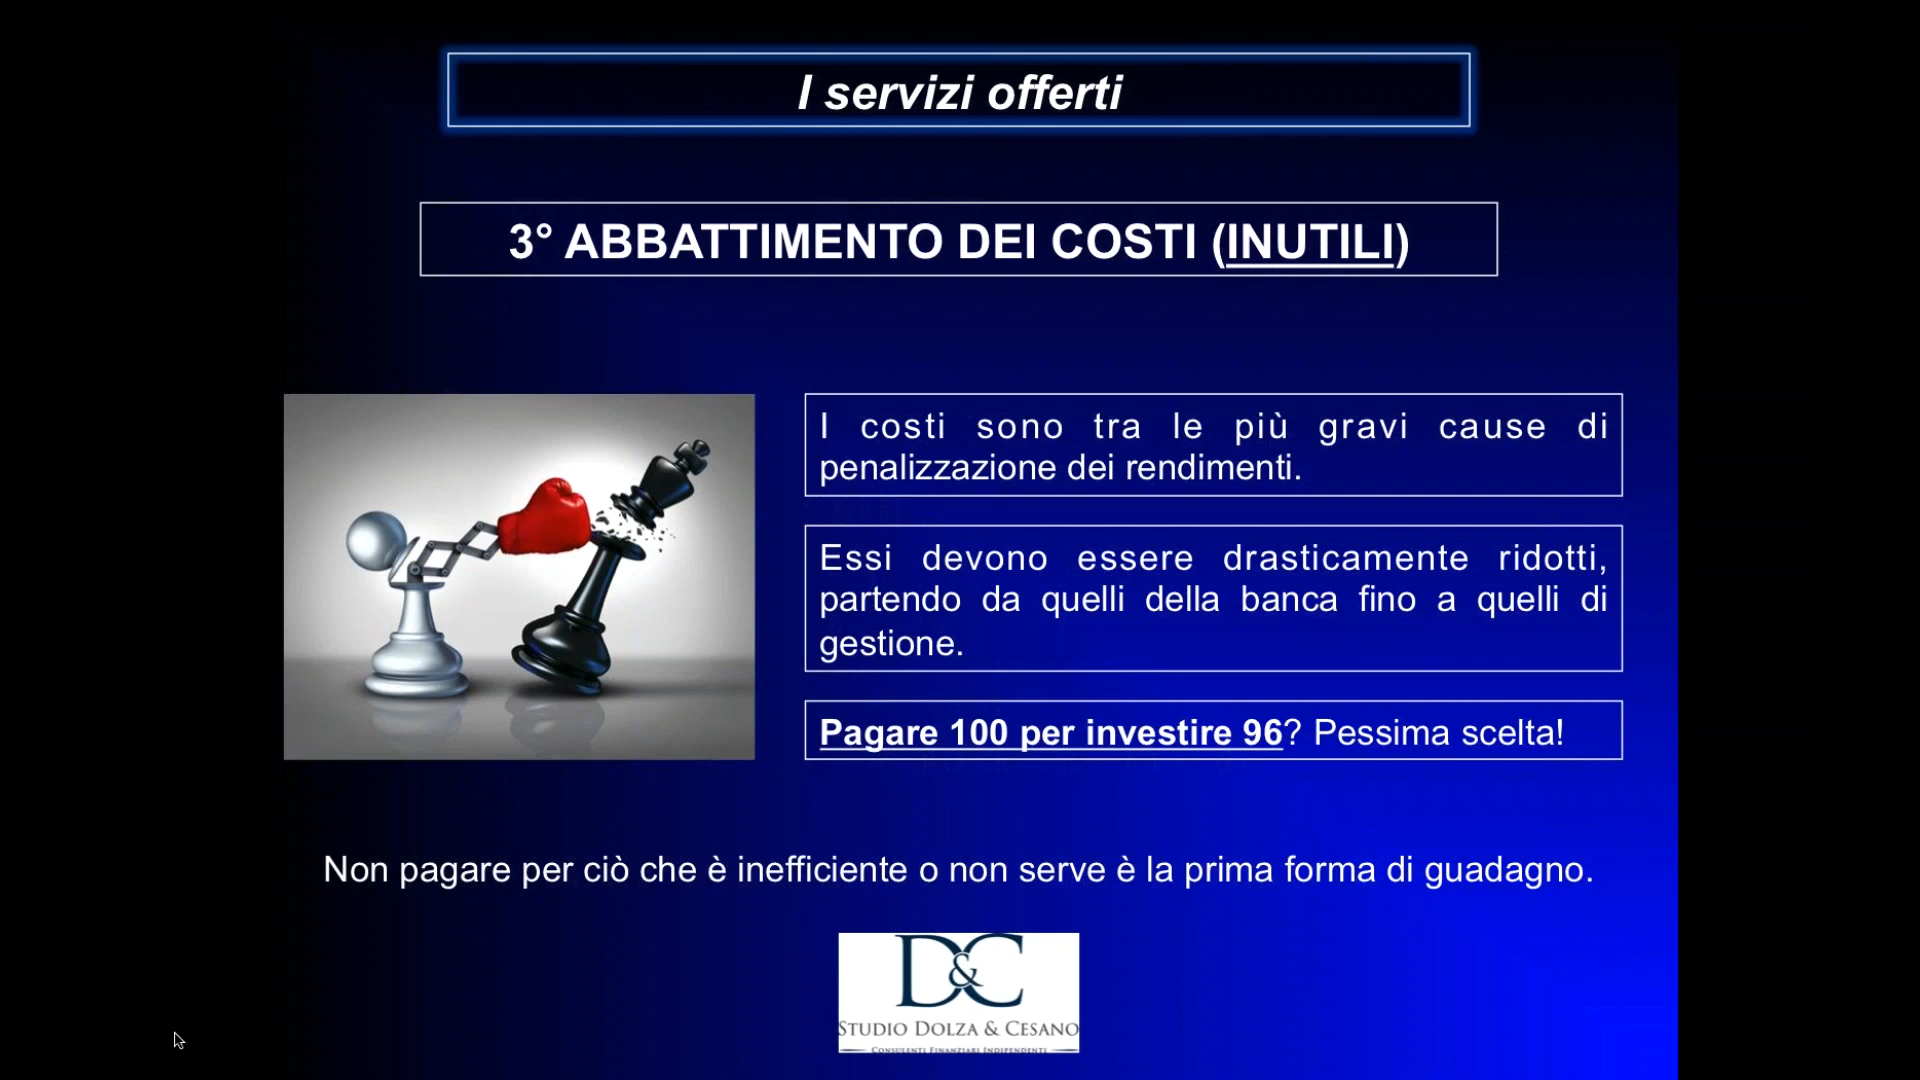 I servizi offerti
3° ABBATTIMENTO DEI COSTI (INUTILI)
I costi sono tra le più gravi cause di
penalizzazione dei rendimenti.
Essi devono essere drasticamente ridotti,
partendo da quelli della banca fino a quelli di
gestione.
Pagare 100 per investire 96? Pessima scelta!
Non pagare per ciò che è inefficiente o non serve è la prima forma di guadagno.
D&C
STUDIO DOLZA & CESANO
CONSULENTI FINANZIARI INDIPENDENTI